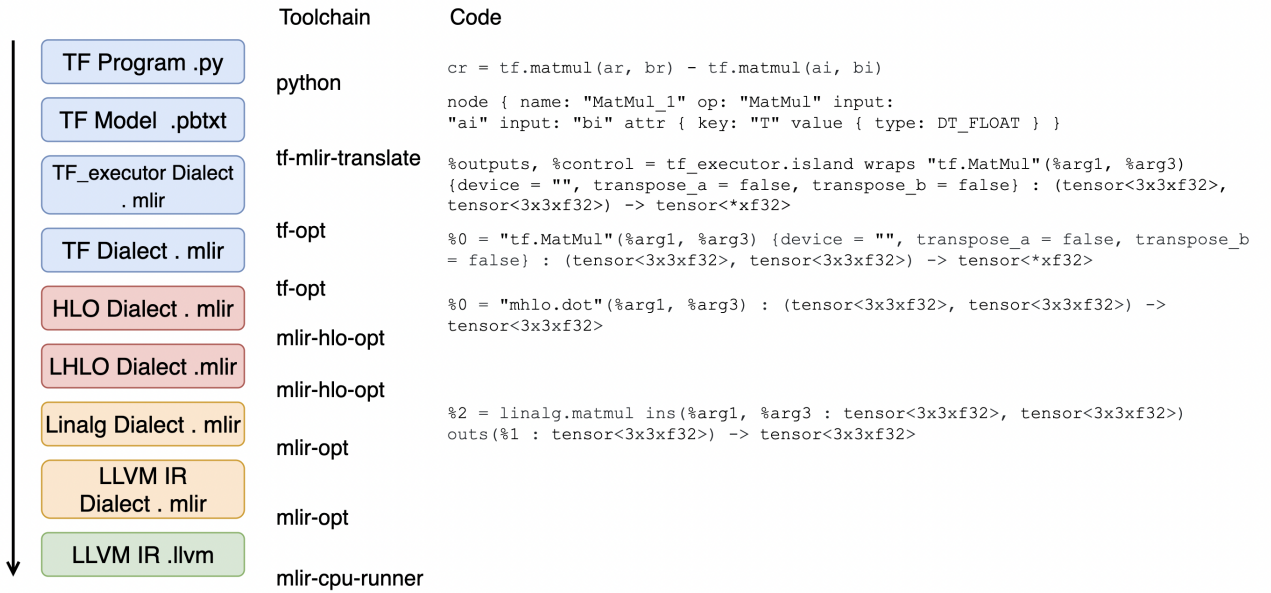 Toolchain Code
TF Program .py
cr = tf.matmul(ar, br) - tf.matmul(ai, bi)
python
TF Model .pbtxt
node { name: "MatMul_1" op: "MatMul" input:
"ai" input: "bi" attr { key: "T" value { type: DT_FLOAT } }
tf-mlir-translate
TF_executor Dialect
. mlir
%outputs, %control = tf_executor.island wraps "tf.MatMul"(%arg1, %arg3)
{device = "", transpose_a = false, transpose_b = false} : (tensor<3x3xf32>,
tensor<3x3xf32>) -> tensor<*xf32>
tf-opt
TF Dialect . mlir
%0 = "tf.MatMul"(%arg1, %arg3) {device = "", transpose_a = false, transpose_b
= false} : (tensor<3x3xf32>, tensor<3x3xf32>) -> tensor<*xf32>
tf-opt
HLO Dialect . mlir
%0 = "mhlo.dot"(%arg1, %arg3) : (tensor<3x3xf32>, tensor<3x3xf32>) ->
tensor<3x3xf32>
mlir-hlo-opt
LHLO Dialect .mlir
mlir-hlo-opt
Linalg Dialect . mlir
%2 = linalg.matmul ins(%arg1, %arg3 : tensor<3x3xf32>, tensor<3x3xf32>)
outs(%1 : tensor<3x3xf32>) -> tensor<3x3xf32>
mlir-opt
LLVM IR
Dialect . mlir
mlir-opt
LLVM IR .llvm
mlir-cpu-runner